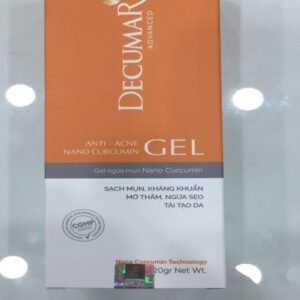 DECUMAR
ADVANCED
ANTI - ACNE
NANO CURCUMIN GEL
Gel ngừa mụn Nano Curcumin
SẠCH MỤN, KHÁNG KHUẨN
MỜ THÂM, NGỪA SẸO
TÁI TẠO DA
CGMP
Nano Curcumin Technology
20gr Net Wt.